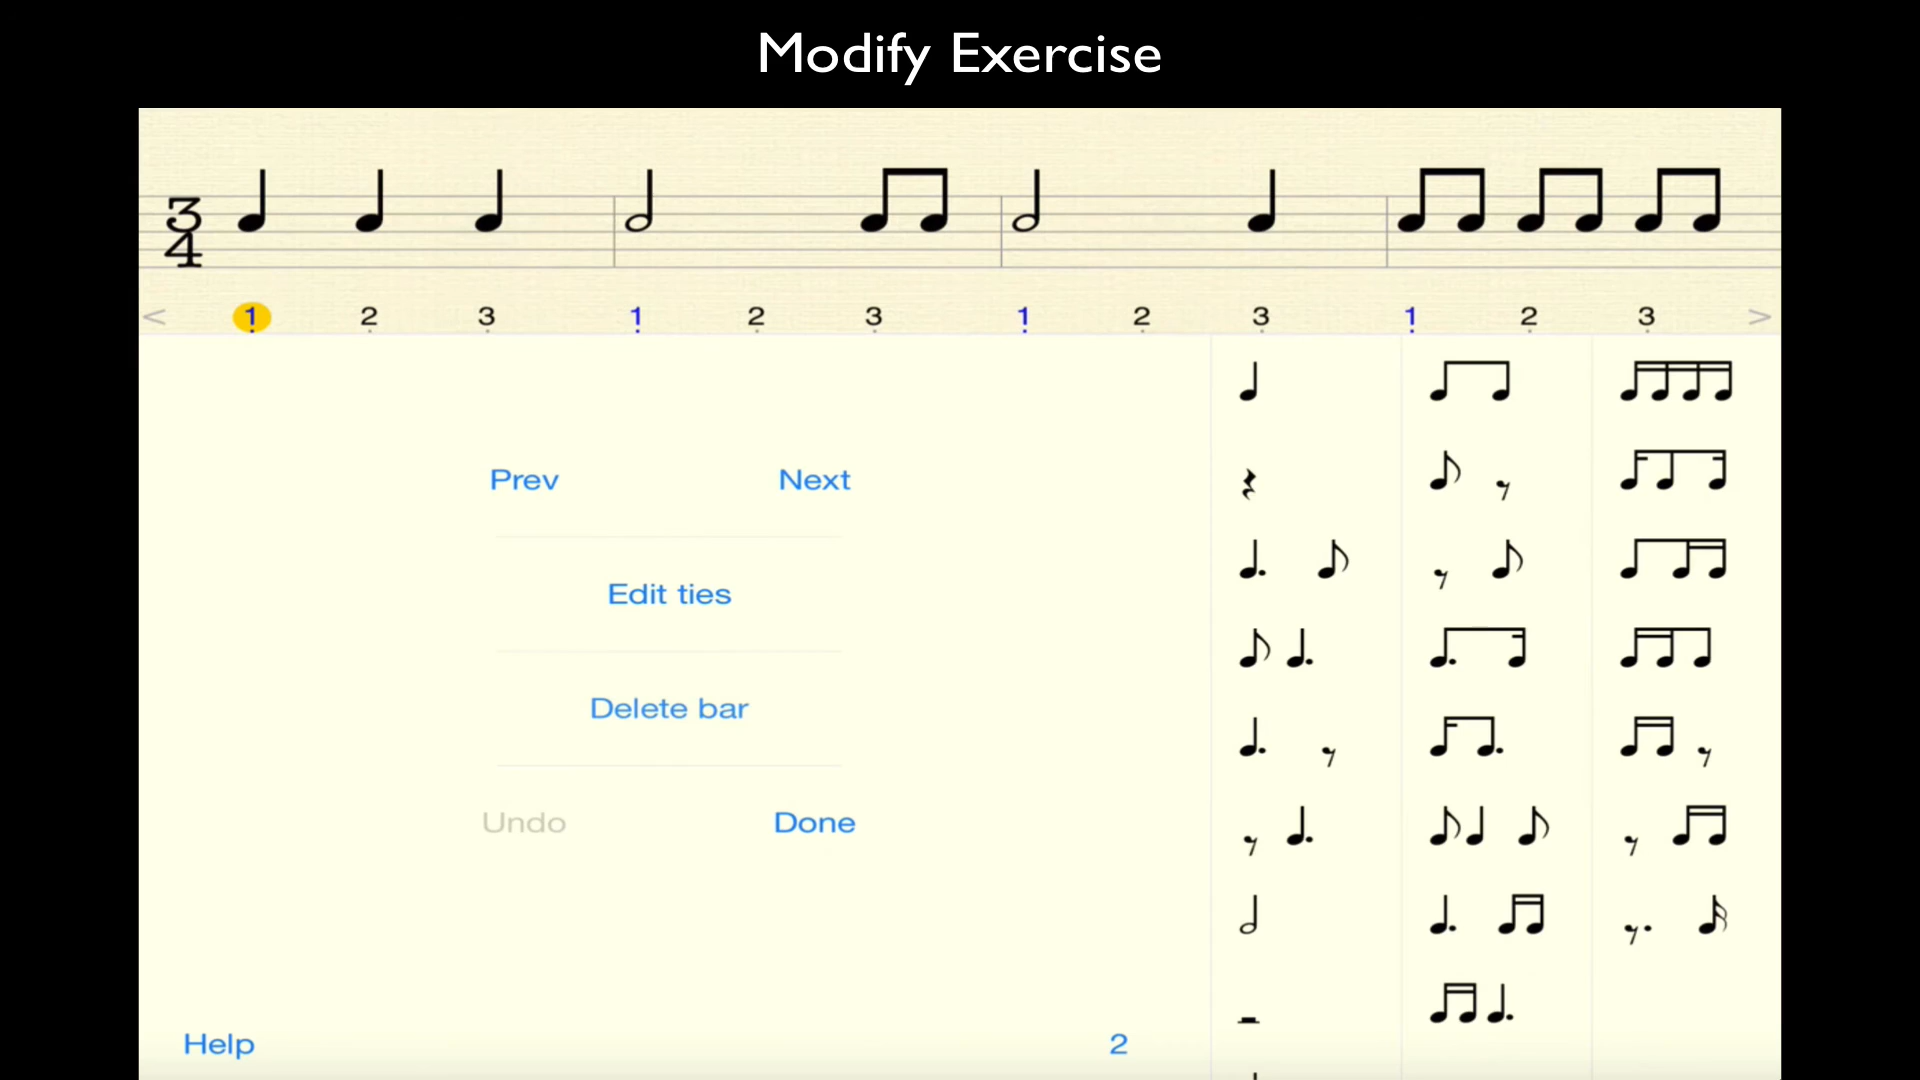 Modify Exercise
3
4
< 1 2 3 1 2 3 1 2 3 1 2 3 >
Prev Next
Edit ties
Delete bar
Undo Done
Help 2